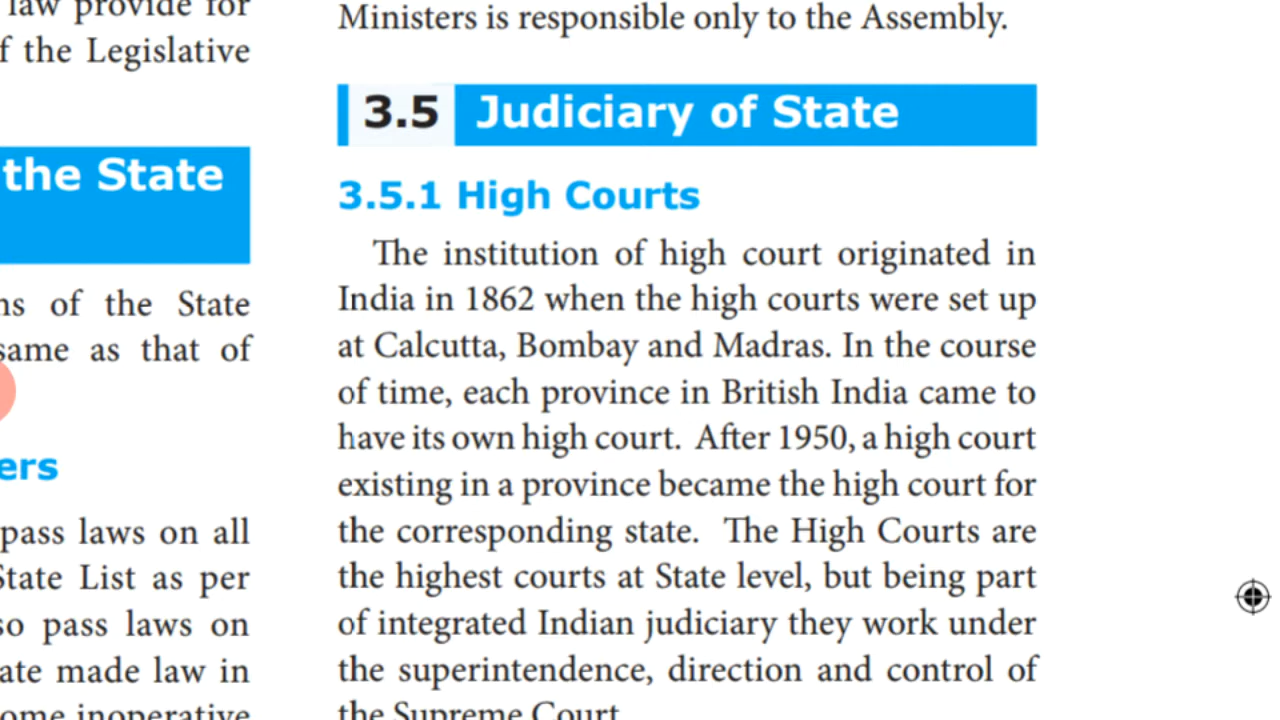 law provide for
the Legislative
the State
of the State
same as that of
pass laws on all
State List as per
pass laws on
made law in
inoperative
Ministers is responsible only to the Assembly.
3.5 Judiciary of State
3.5.1 High Courts
The institution of high court originated in
India in 1862 when the high courts were set up
at Calcutta, Bombay and Madras. In the course
of time, each province in British India came to
have its own high court. After 1950, a high court
existing in a province became the high court for
the corresponding state. The High Courts are
the highest courts at State level, but being part
of integrated Indian judiciary they work under
the superintendence, direction and control of
the Supreme Court.